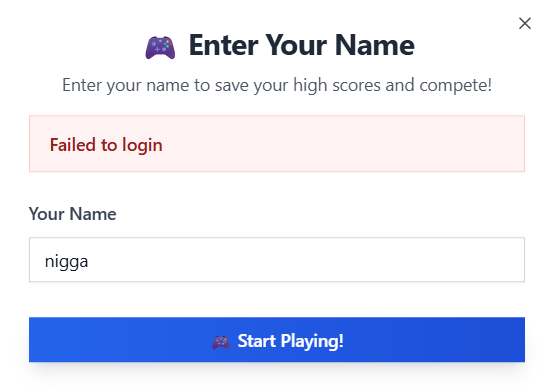 🎮 Enter Your Name
Enter your name to save your high scores and compete!
Failed to login
Your Name
nigga
🎮 Start Playing!